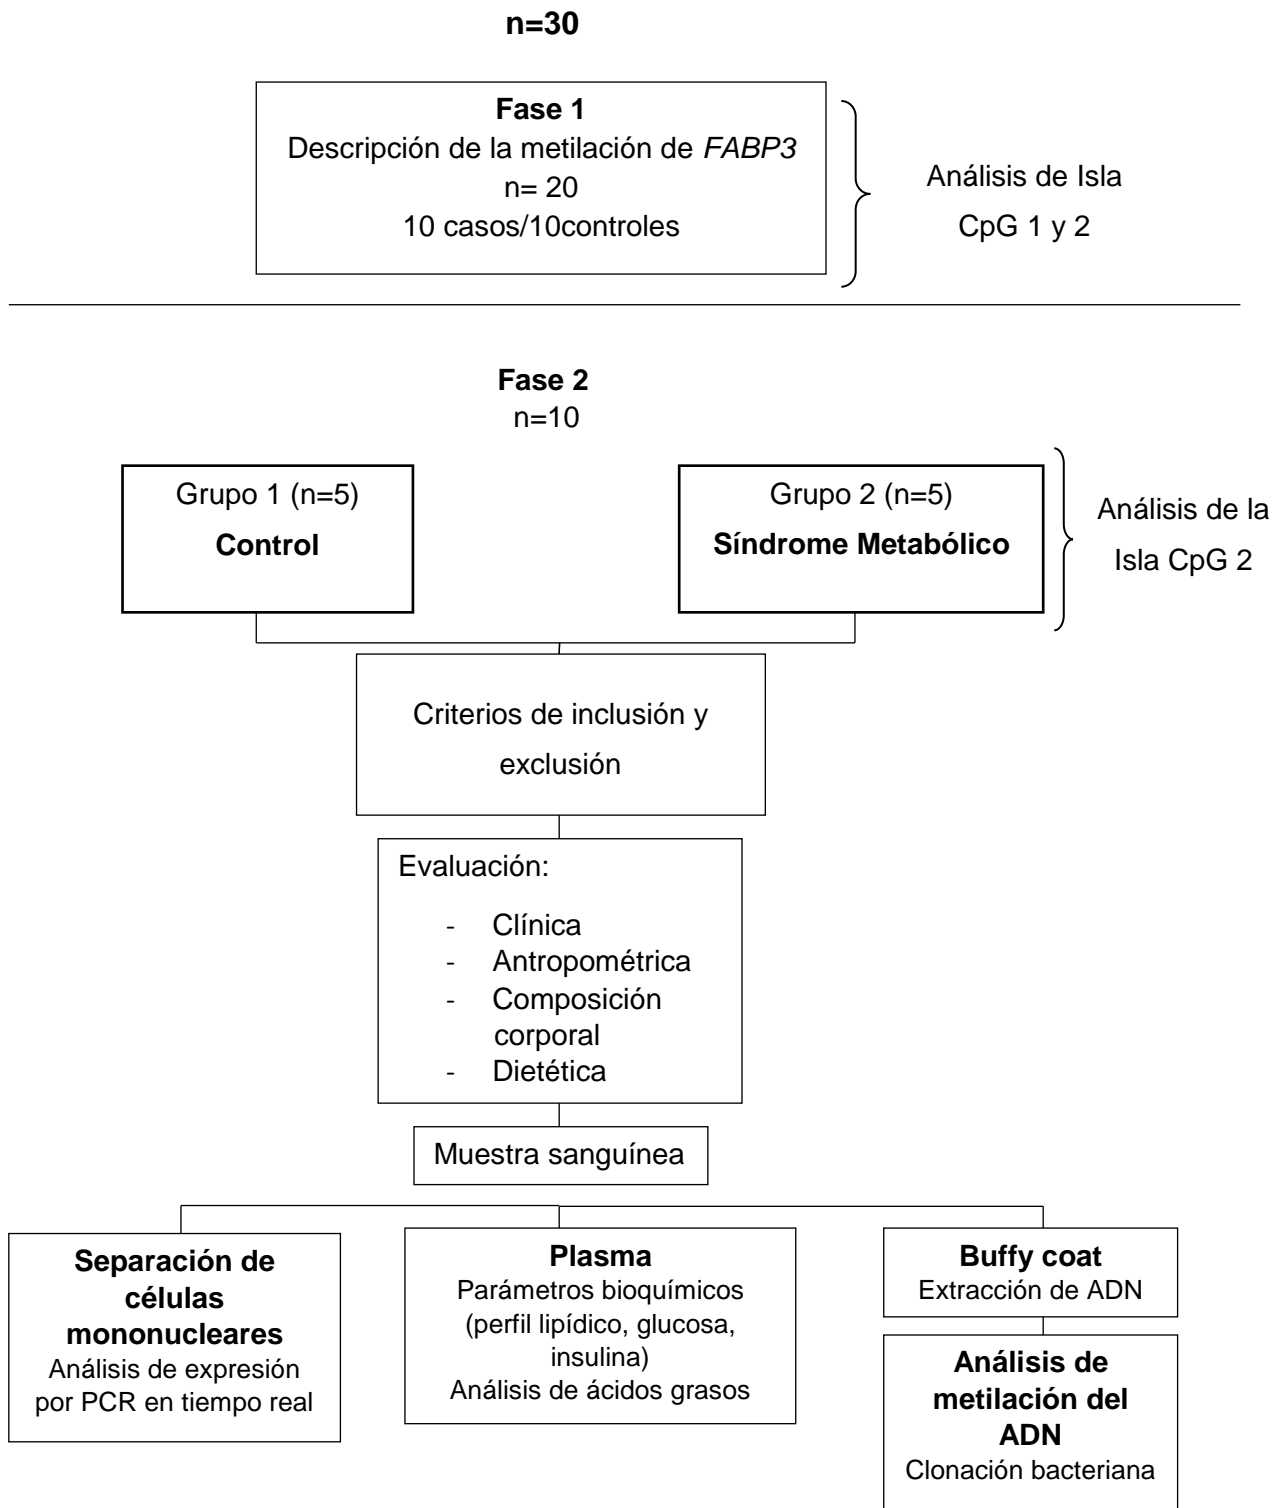 n=30
Fase 1
Descripción de la metilación de FABP3
n= 20
10 casos/10controles
Análisis de Isla
CpG 1 y 2
Fase 2
n=10
Grupo 1 (n=5)
Control
Grupo 2 (n=5)
Síndrome Metabólico
Análisis de la
Isla CpG 2
Criterios de inclusión y
exclusión
Evaluación:
- Clínica
- Antropométrica
- Composición
corporal
- Dietética
Muestra sanguínea
Separación de
células
mononucleares
Análisis de expresión
por PCR en tiempo real
Plasma
Parámetros bioquímicos
(perfil lipídico, glucosa,
insulina)
Análisis de ácidos grasos
Buffy coat
Extracción de ADN
Análisis de
metilación del
ADN
Clonación bacteriana